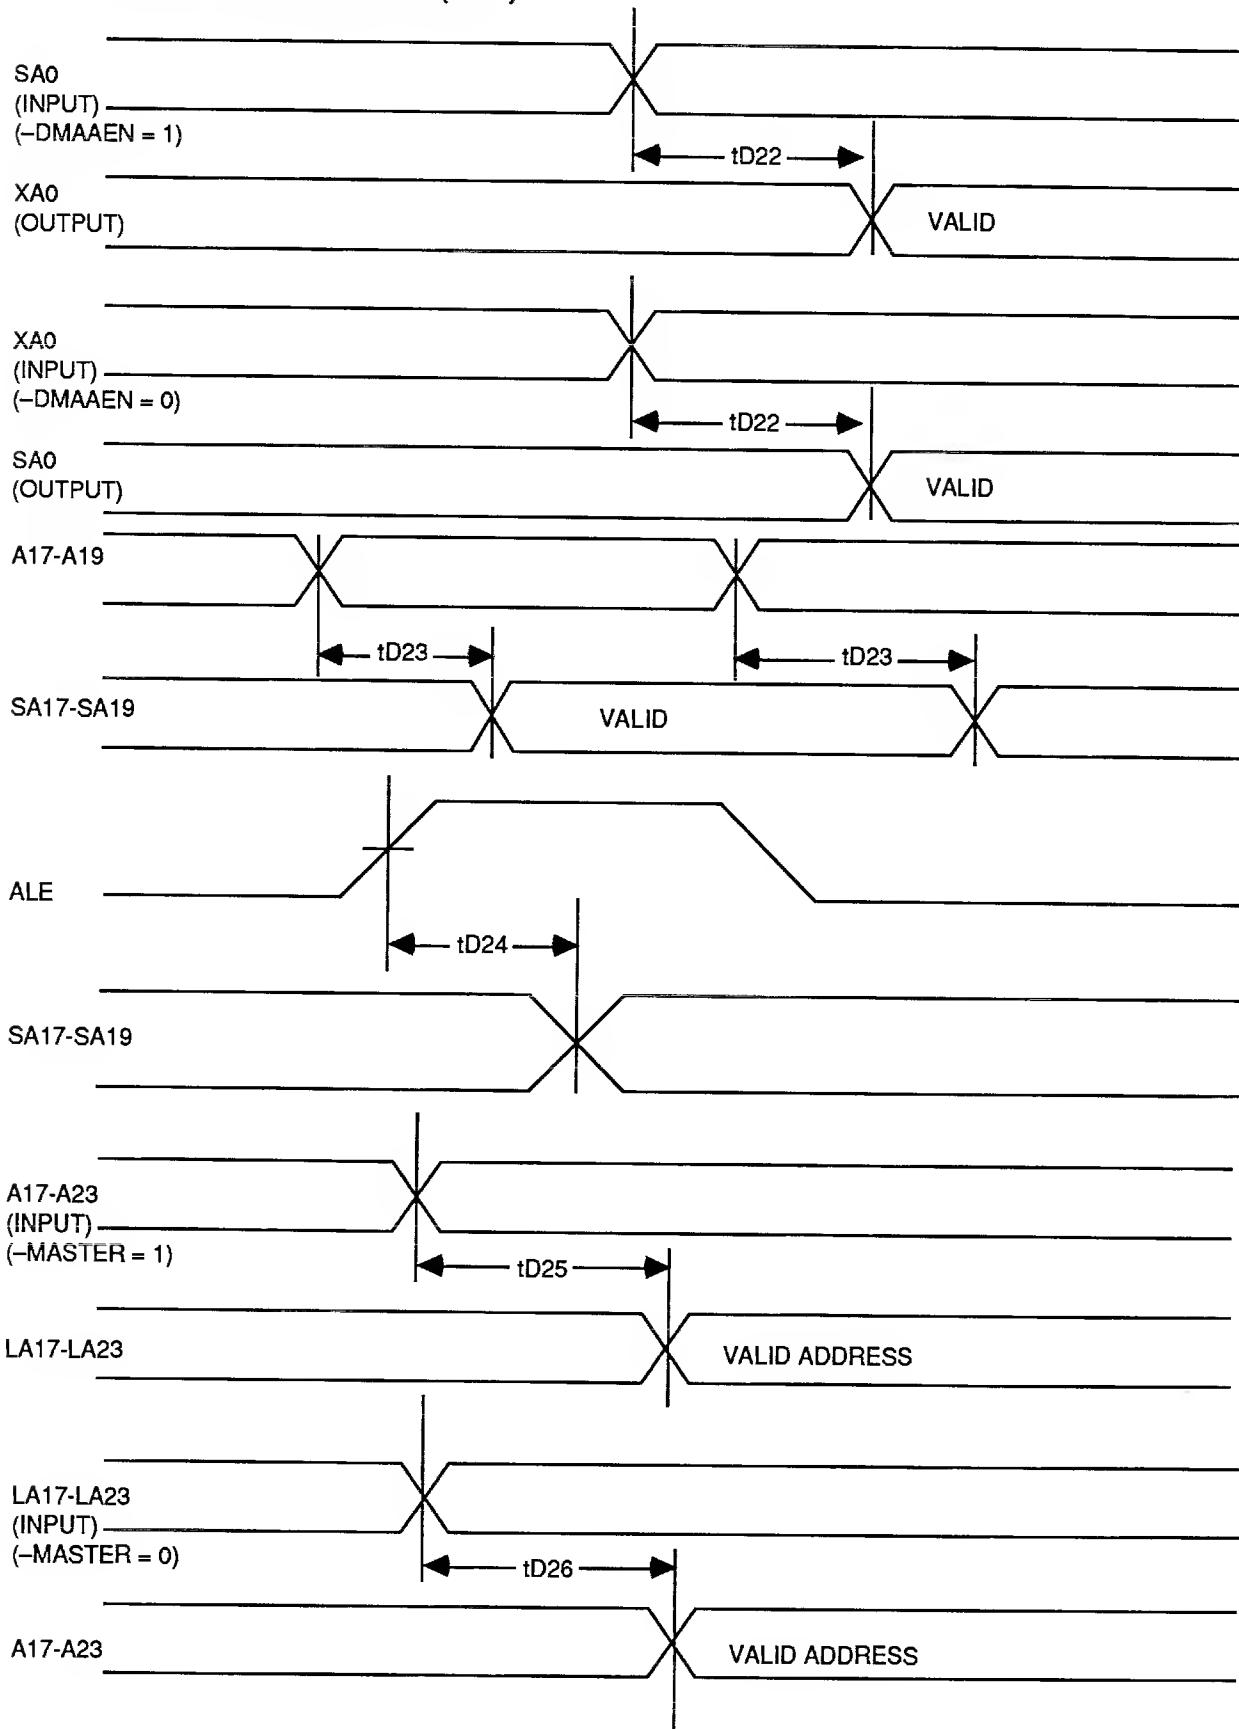 SA0
(INPUT)
(–DMAAEN = 1)
tD22
XA0
(OUTPUT)
VALID
XA0
(INPUT)
(–DMAAEN = 0)
tD22
SA0
(OUTPUT)
VALID
A17-A19
tD23
tD23
SA17-SA19
VALID
ALE
tD24
SA17-SA19
A17-A23
(INPUT)
(–MASTER = 1)
tD25
LA17-LA23
VALID ADDRESS
LA17-LA23
(INPUT)
(–MASTER = 0)
tD26
A17-A23
VALID ADDRESS